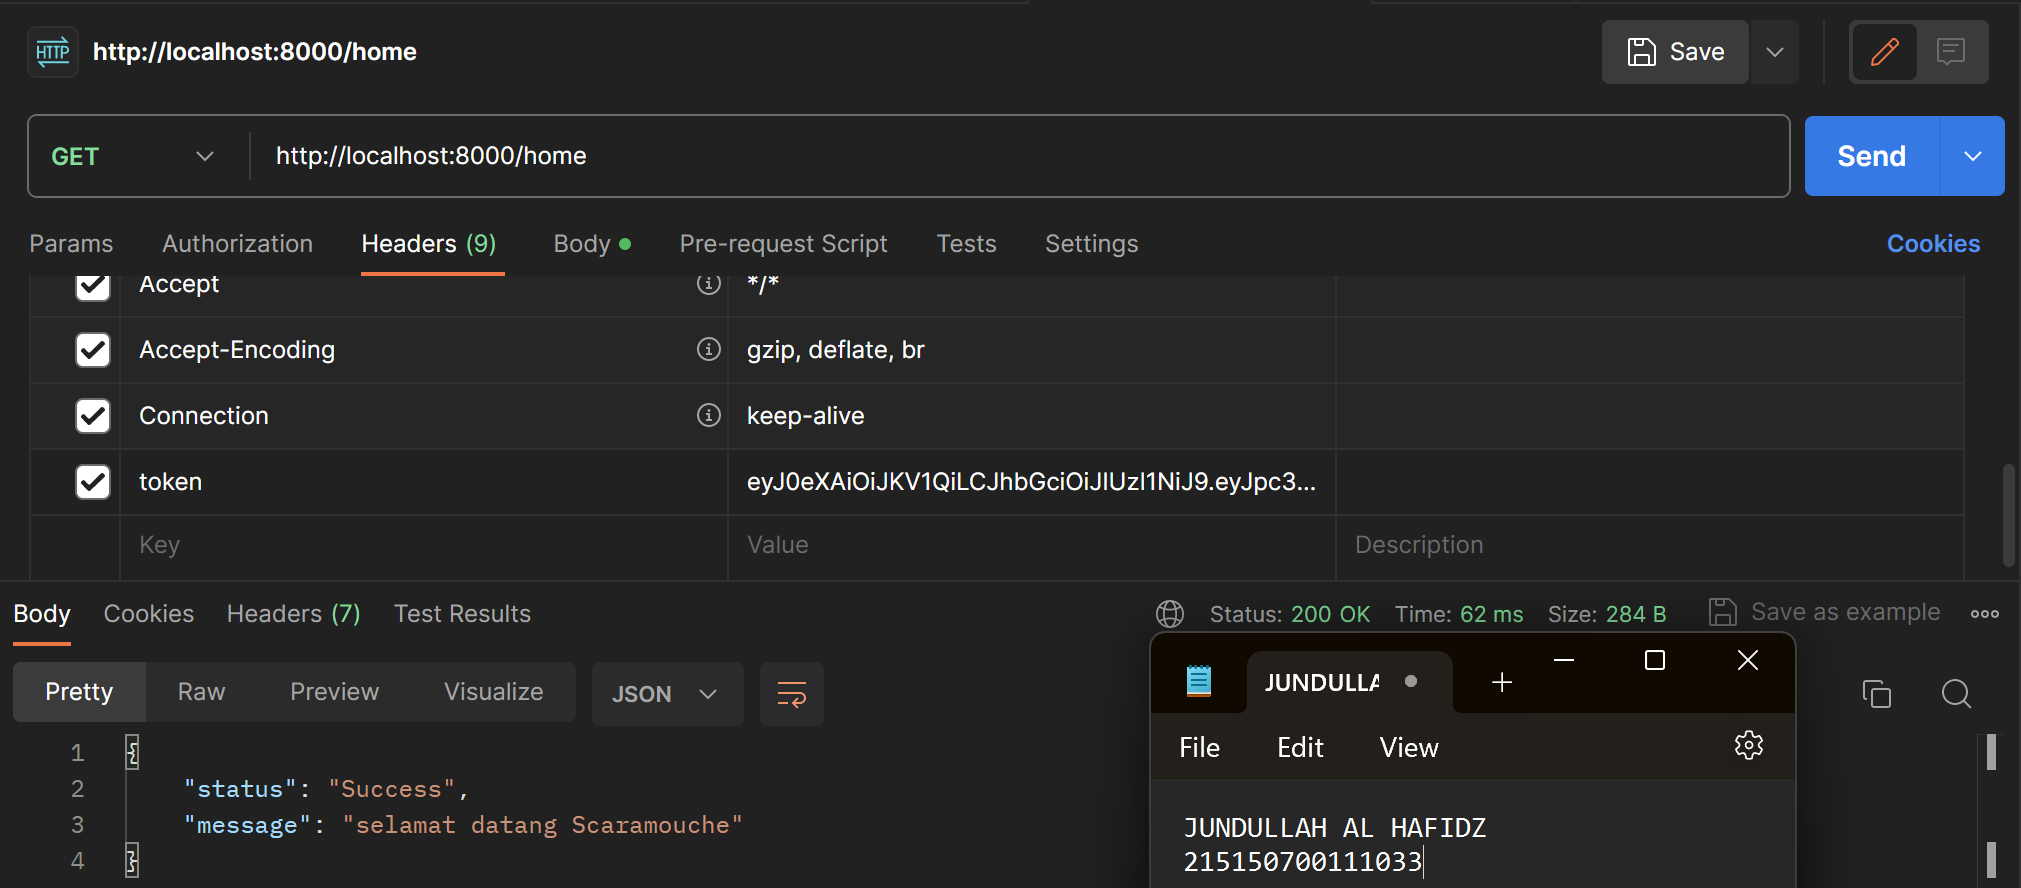 HTTP http://localhost:8000/home Save
GET http://localhost:8000/home Send
Params Authorization Headers (9) Body Pre-request Script Tests Settings Cookies
Accept */*
Accept-Encoding gzip, deflate, br
Connection keep-alive
token eyJ0eXAiOiJKV1QiLCJhbGciOiJIUzI1NiJ9.eyJpc3...
Key Value Description
Body Cookies Headers (7) Test Results Status: 200 OK Time: 62 ms Size: 284 B Save as example
Pretty Raw Preview Visualize JSON
1 {
2 "status": "Success",
3 "message": "selamat datang Scaramouche"
4 }
JUNDULLA
File Edit View
JUNDULLAH AL HAFIDZ
215150700111033